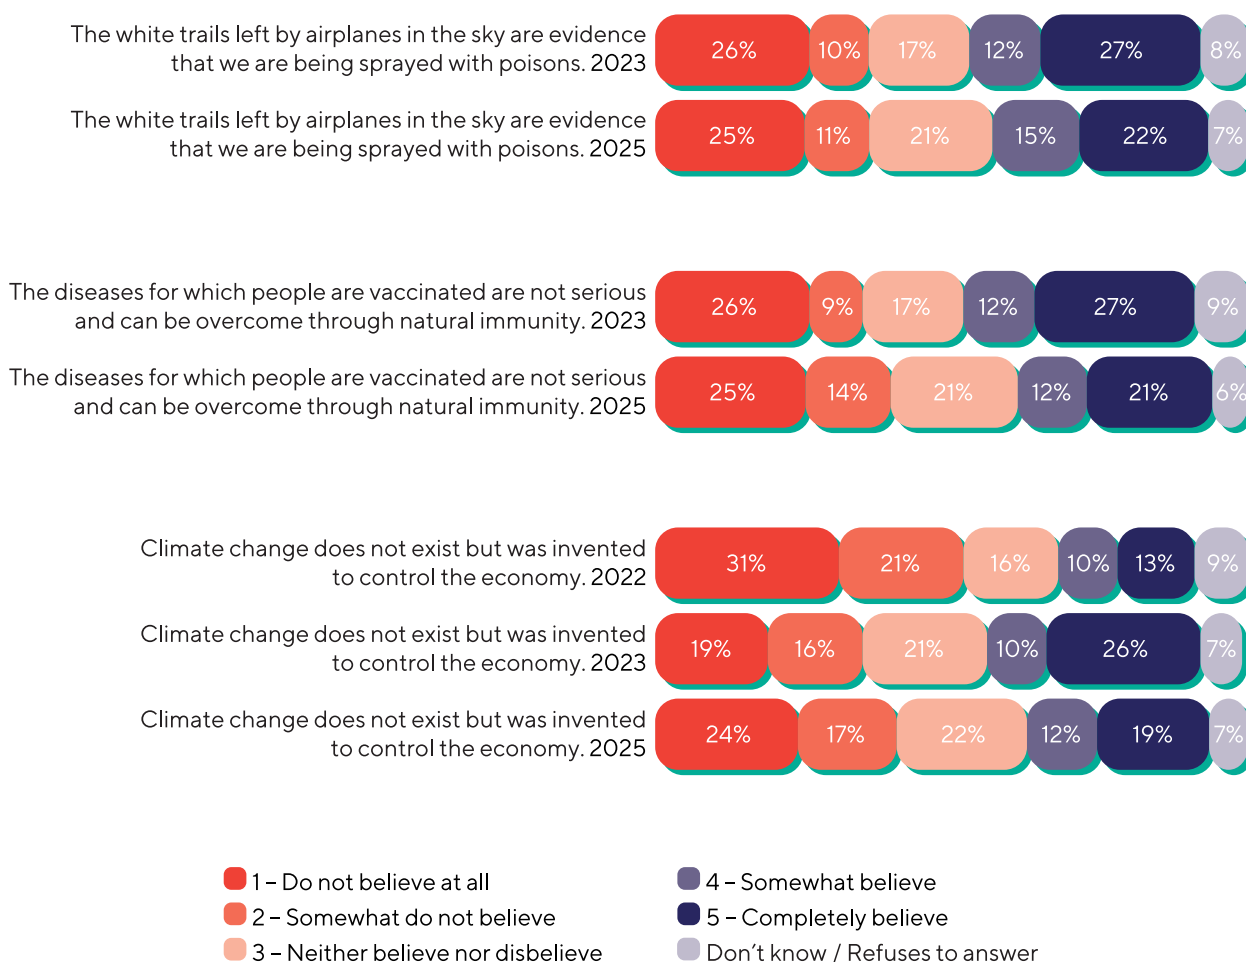 The white trails left by airplanes in the sky are evidence
that we are being sprayed with poisons. 2023
26% 10% 17% 12% 27% 8%
The white trails left by airplanes in the sky are evidence
that we are being sprayed with poisons. 2025
25% 11% 21% 15% 22% 7%
The diseases for which people are vaccinated are not serious
and can be overcome through natural immunity. 2023
26% 9% 17% 12% 27% 9%
The diseases for which people are vaccinated are not serious
and can be overcome through natural immunity. 2025
25% 14% 21% 12% 21% 6%
Climate change does not exist but was invented
to control the economy. 2022
31% 21% 16% 10% 13% 9%
Climate change does not exist but was invented
to control the economy. 2023
19% 16% 21% 10% 26% 7%
Climate change does not exist but was invented
to control the economy. 2025
24% 17% 22% 12% 19% 7%
1 – Do not believe at all
2 – Somewhat do not believe
3 – Neither believe nor disbelieve
4 – Somewhat believe
5 – Completely believe
Don't know / Refuses to answer